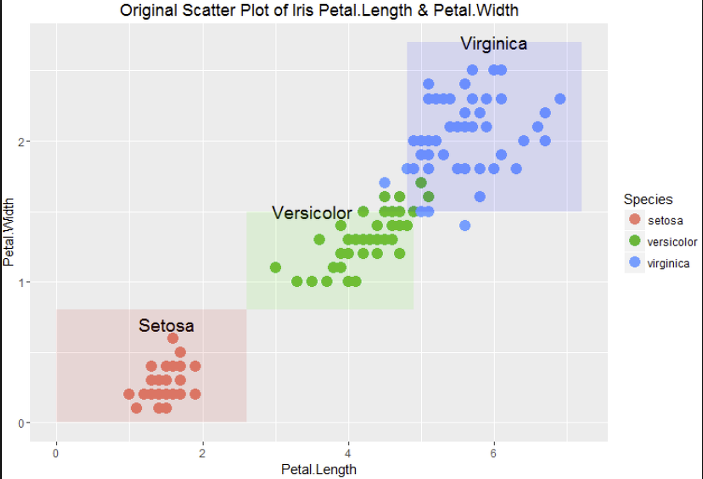 Original Scatter Plot of Iris Petal.Length & Petal.Width
Virginica
2
Versicolor
Petal.Width
1
Setosa
0
0 2 4 6
Petal.Length
Species
setosa
versicolor
virginica